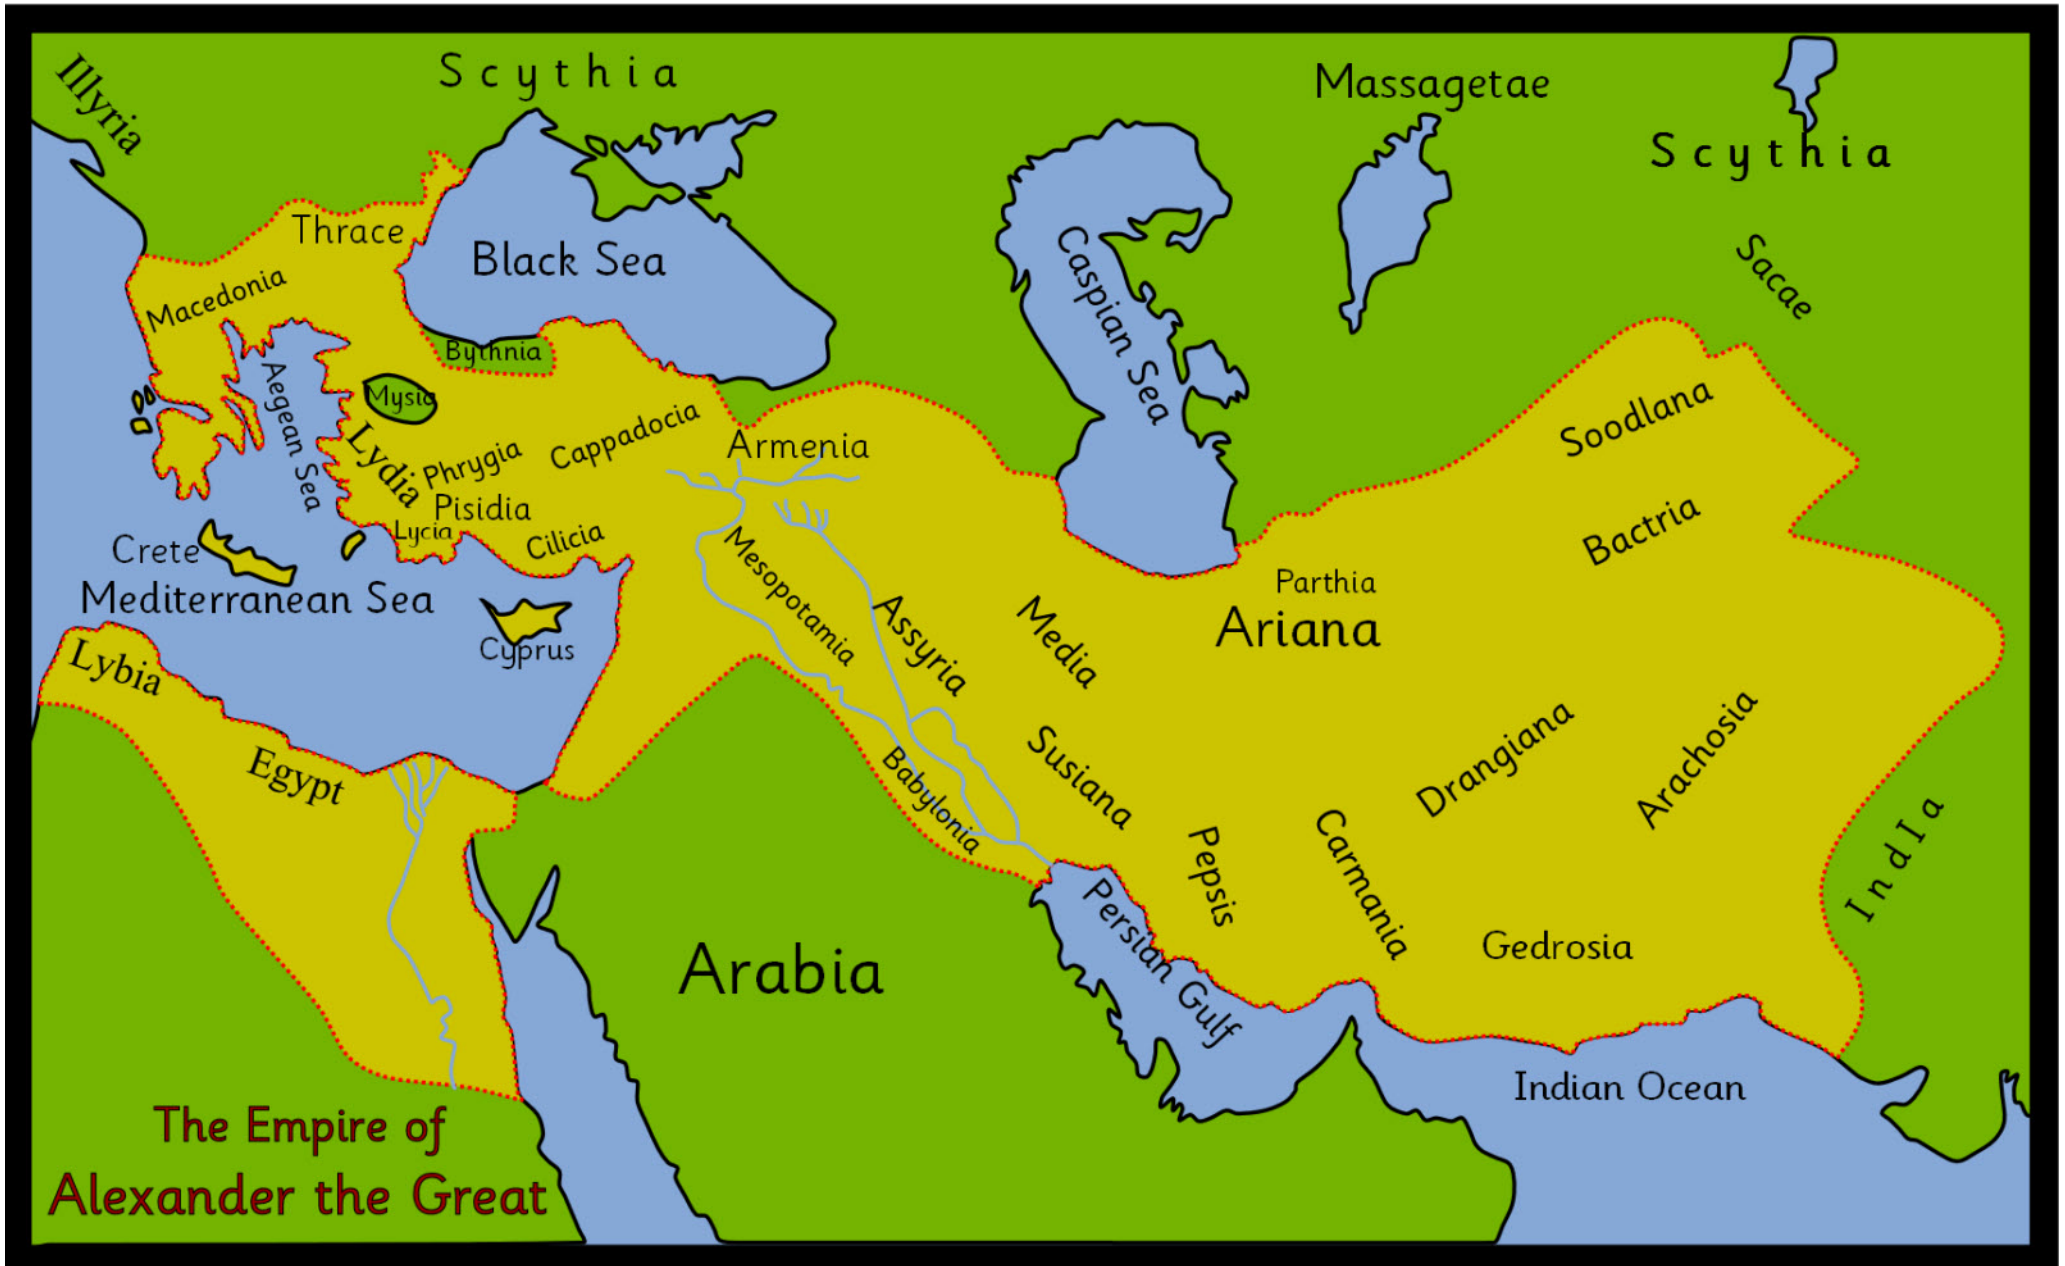 Illyria
Scythia
Massagetae
Scythia
Sacae
Thrace
Black Sea
Caspian Sea
Macedonia
Bythnia
Aegean Sea
Mysia
Lydia
Phrygia
Cappadocia
Armenia
Soodlana
Pisidia
Lycia
Cilicia
Bactria
Crete
Mediterranean Sea
Cyprus
Mesopotamia
Assyria
Media
Parthia
Ariana
Lybia
Egypt
Babylonia
Susiana
Pepsis
Carmania
Drangiana
Arachosia
IndIa
Persian Gulf
Gedrosia
Arabia
Indian Ocean
The Empire of
Alexander the Great